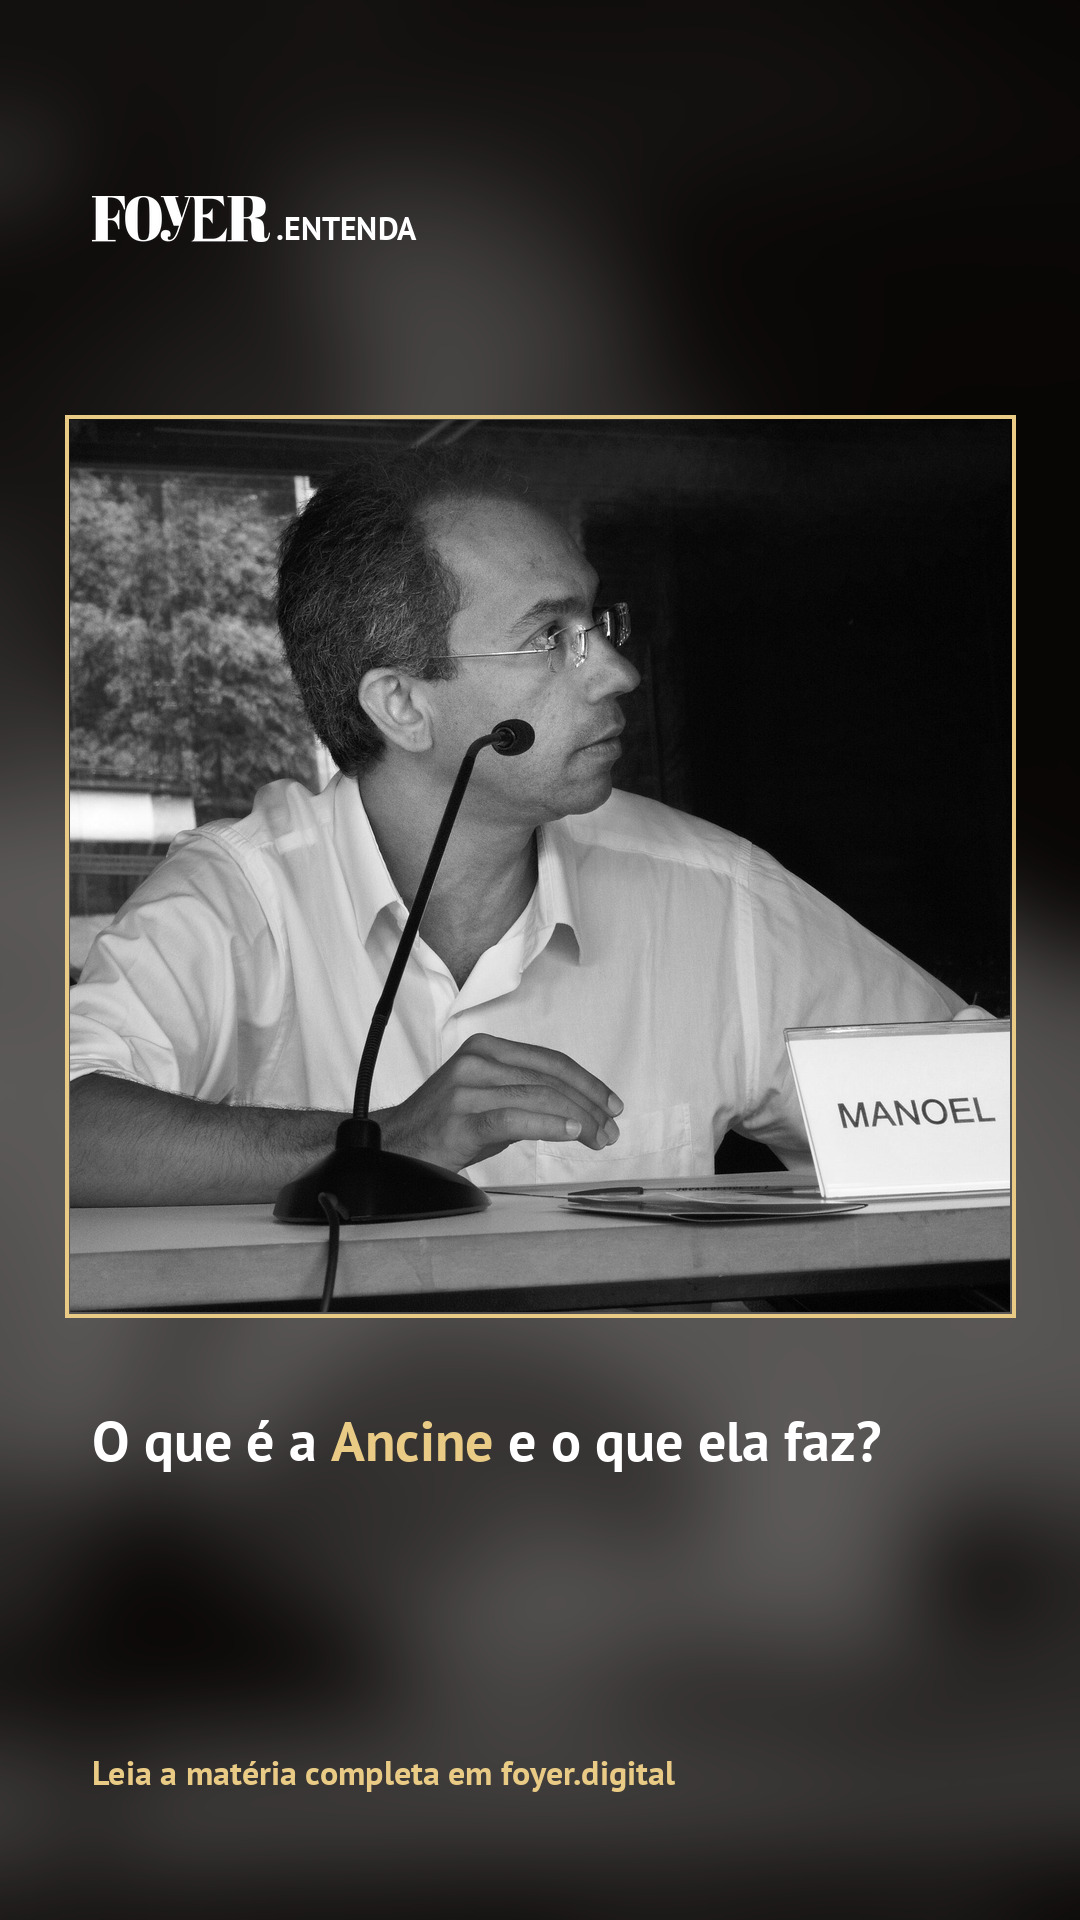 FOYER .ENTENDA
MANOEL
O que é a Ancine e o que ela faz?
Leia a matéria completa em foyer.digital